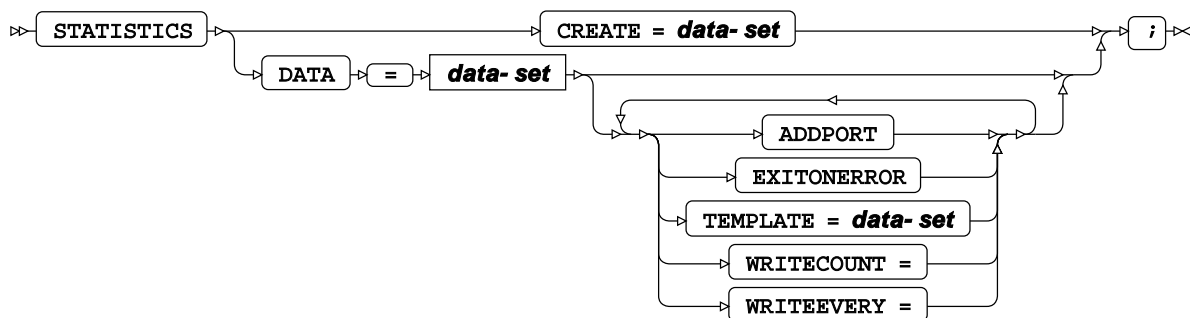 STATISTICS CREATE = data- set ;
DATA = data- set
ADDPORT
EXITONERROR
TEMPLATE = data- set
WRITECOUNT =
WRITEEVERY =